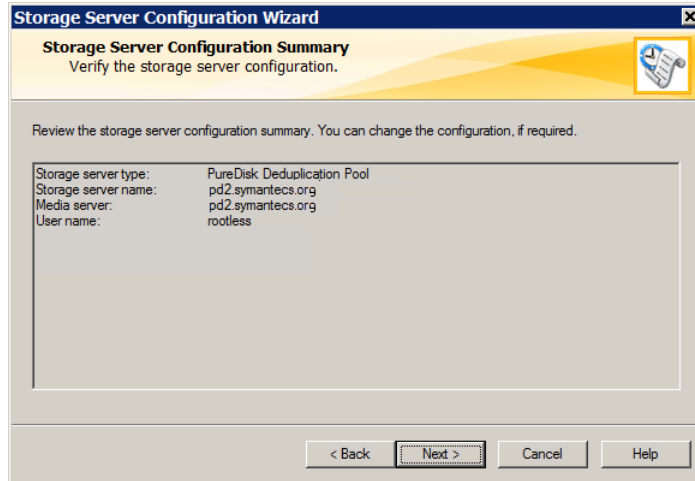 Storage Server Configuration Wizard
Storage Server Configuration Summary
Verify the storage server configuration.
Review the storage server configuration summary. You can change the configuration, if required.
Storage server type: PureDisk Deduplication Pool
Storage server name: pd2.symantecs.org
Media server: pd2.symantecs.org
User name: rootless
< Back Next > Cancel Help